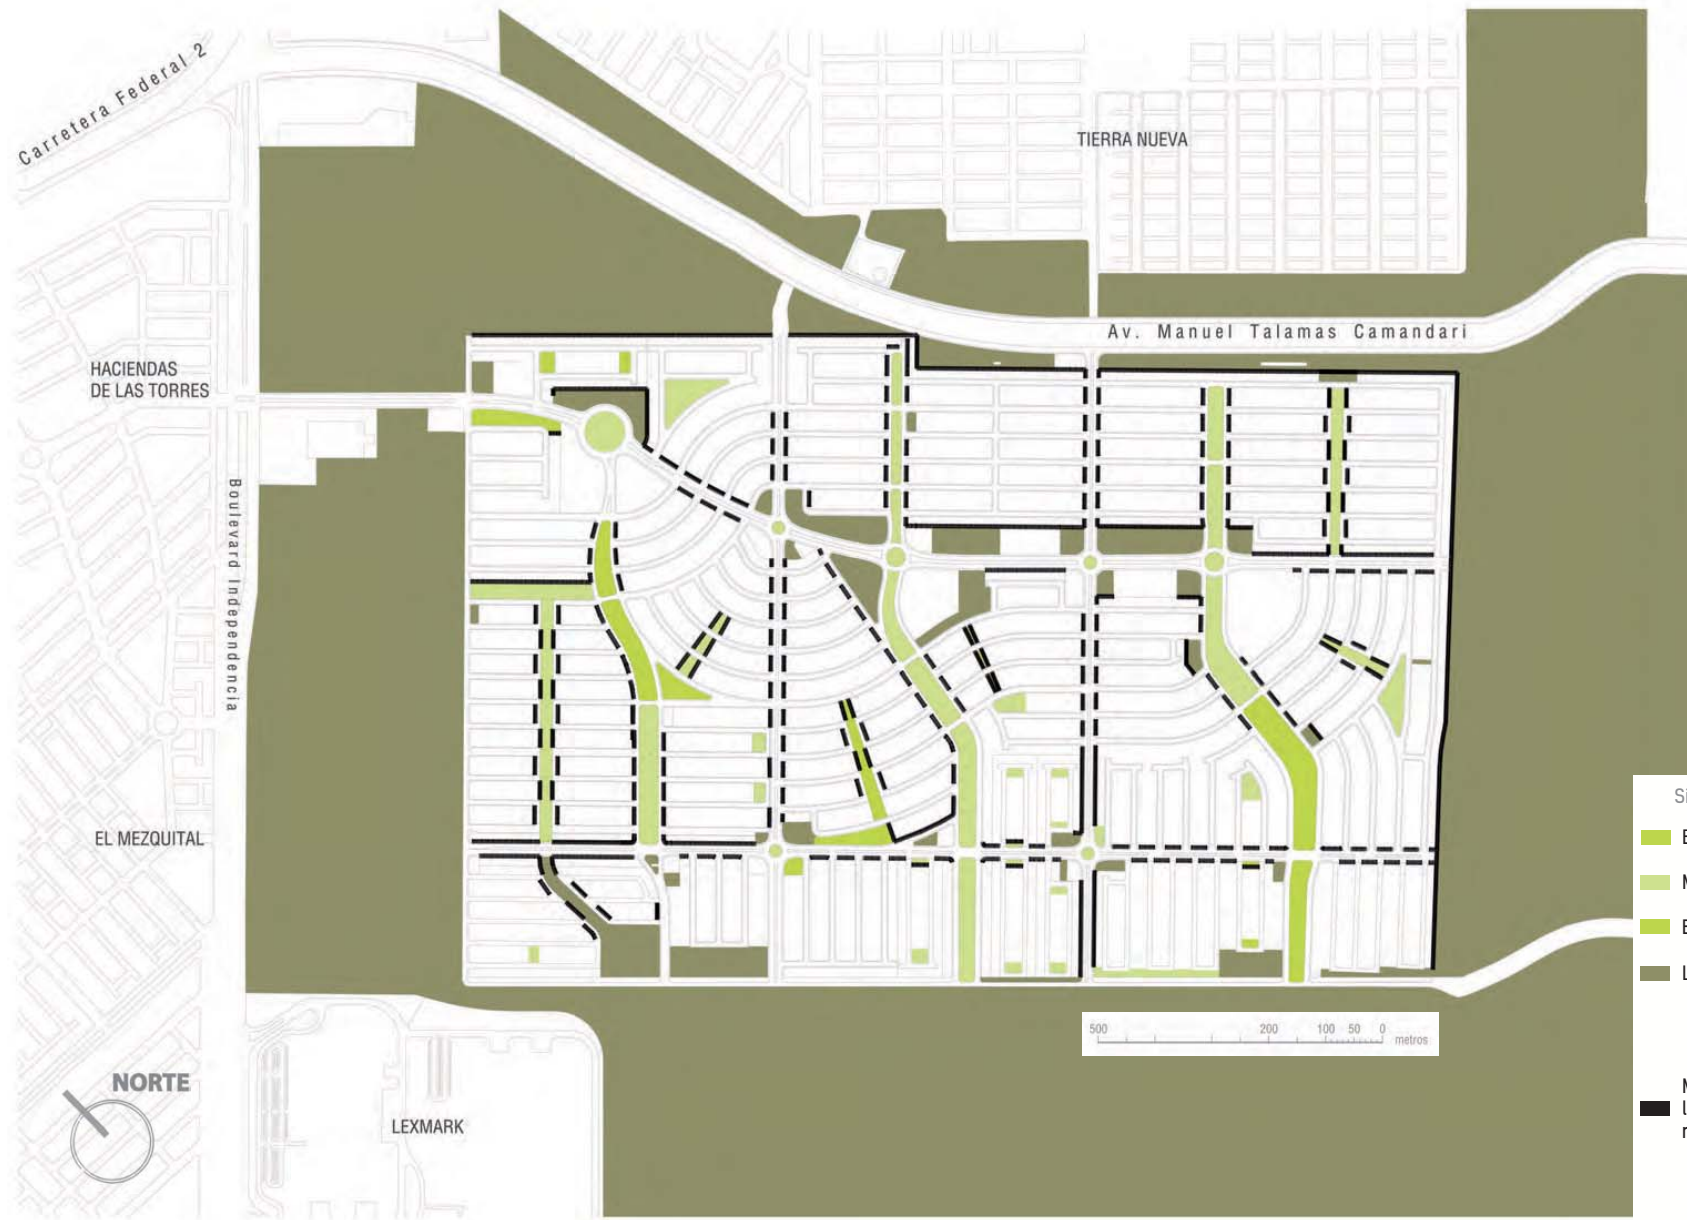 Carretera Federal 2
TIERRA NUEVA
Av. Manuel Talamas Camandari
HACIENDAS
DE LAS TORRES
Boulevard Independencia
EL MEZQUITAL
Si
E
M
E
L
500 200 100 50 0
metros
NORTE
LEXMARK
M
l
r